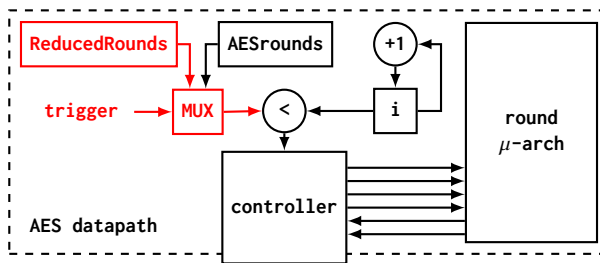 ReducedRounds
AESrounds
+1
trigger
MUX
<
i
round
μ-arch
controller
AES datapath